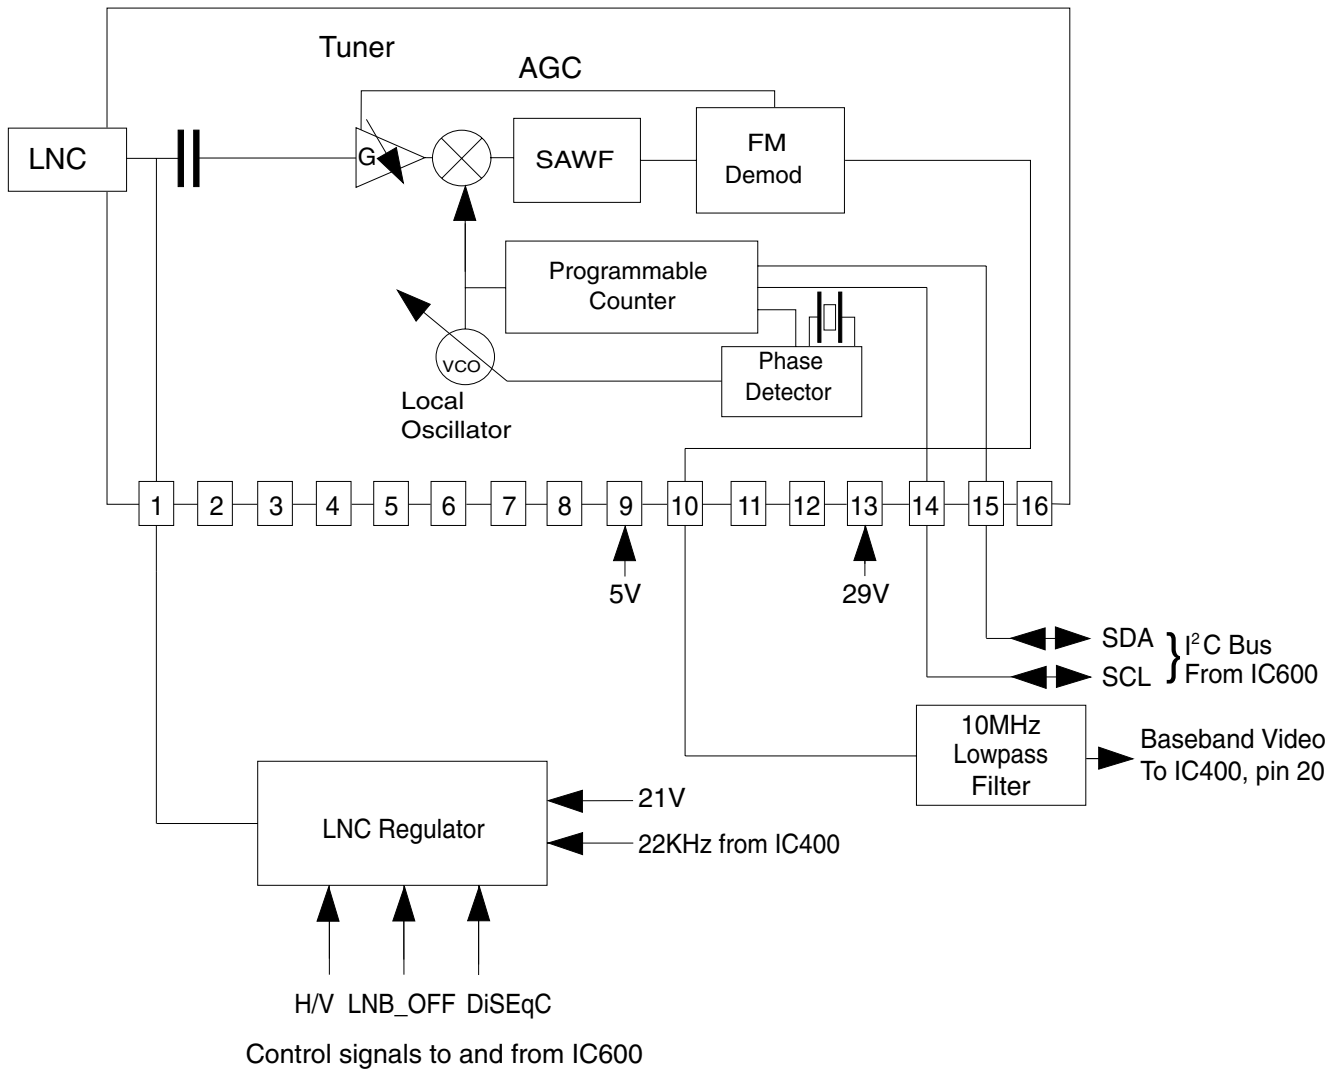 Tuner
AGC
LNC
G
SAWF
FM
Demod
Programmable
Counter
VCO
Phase
Detector
Local
Oscillator
1 2 3 4 5 6 7 8 9 10 11 12 13 14 15 16
5V
29V
SDA
SCL
} I²C Bus
From IC600
10MHz
Lowpass
Filter
Baseband Video
To IC400, pin 20
LNC Regulator
21V
22KHz from IC400
H/V LNB_OFF DiSEqC
Control signals to and from IC600